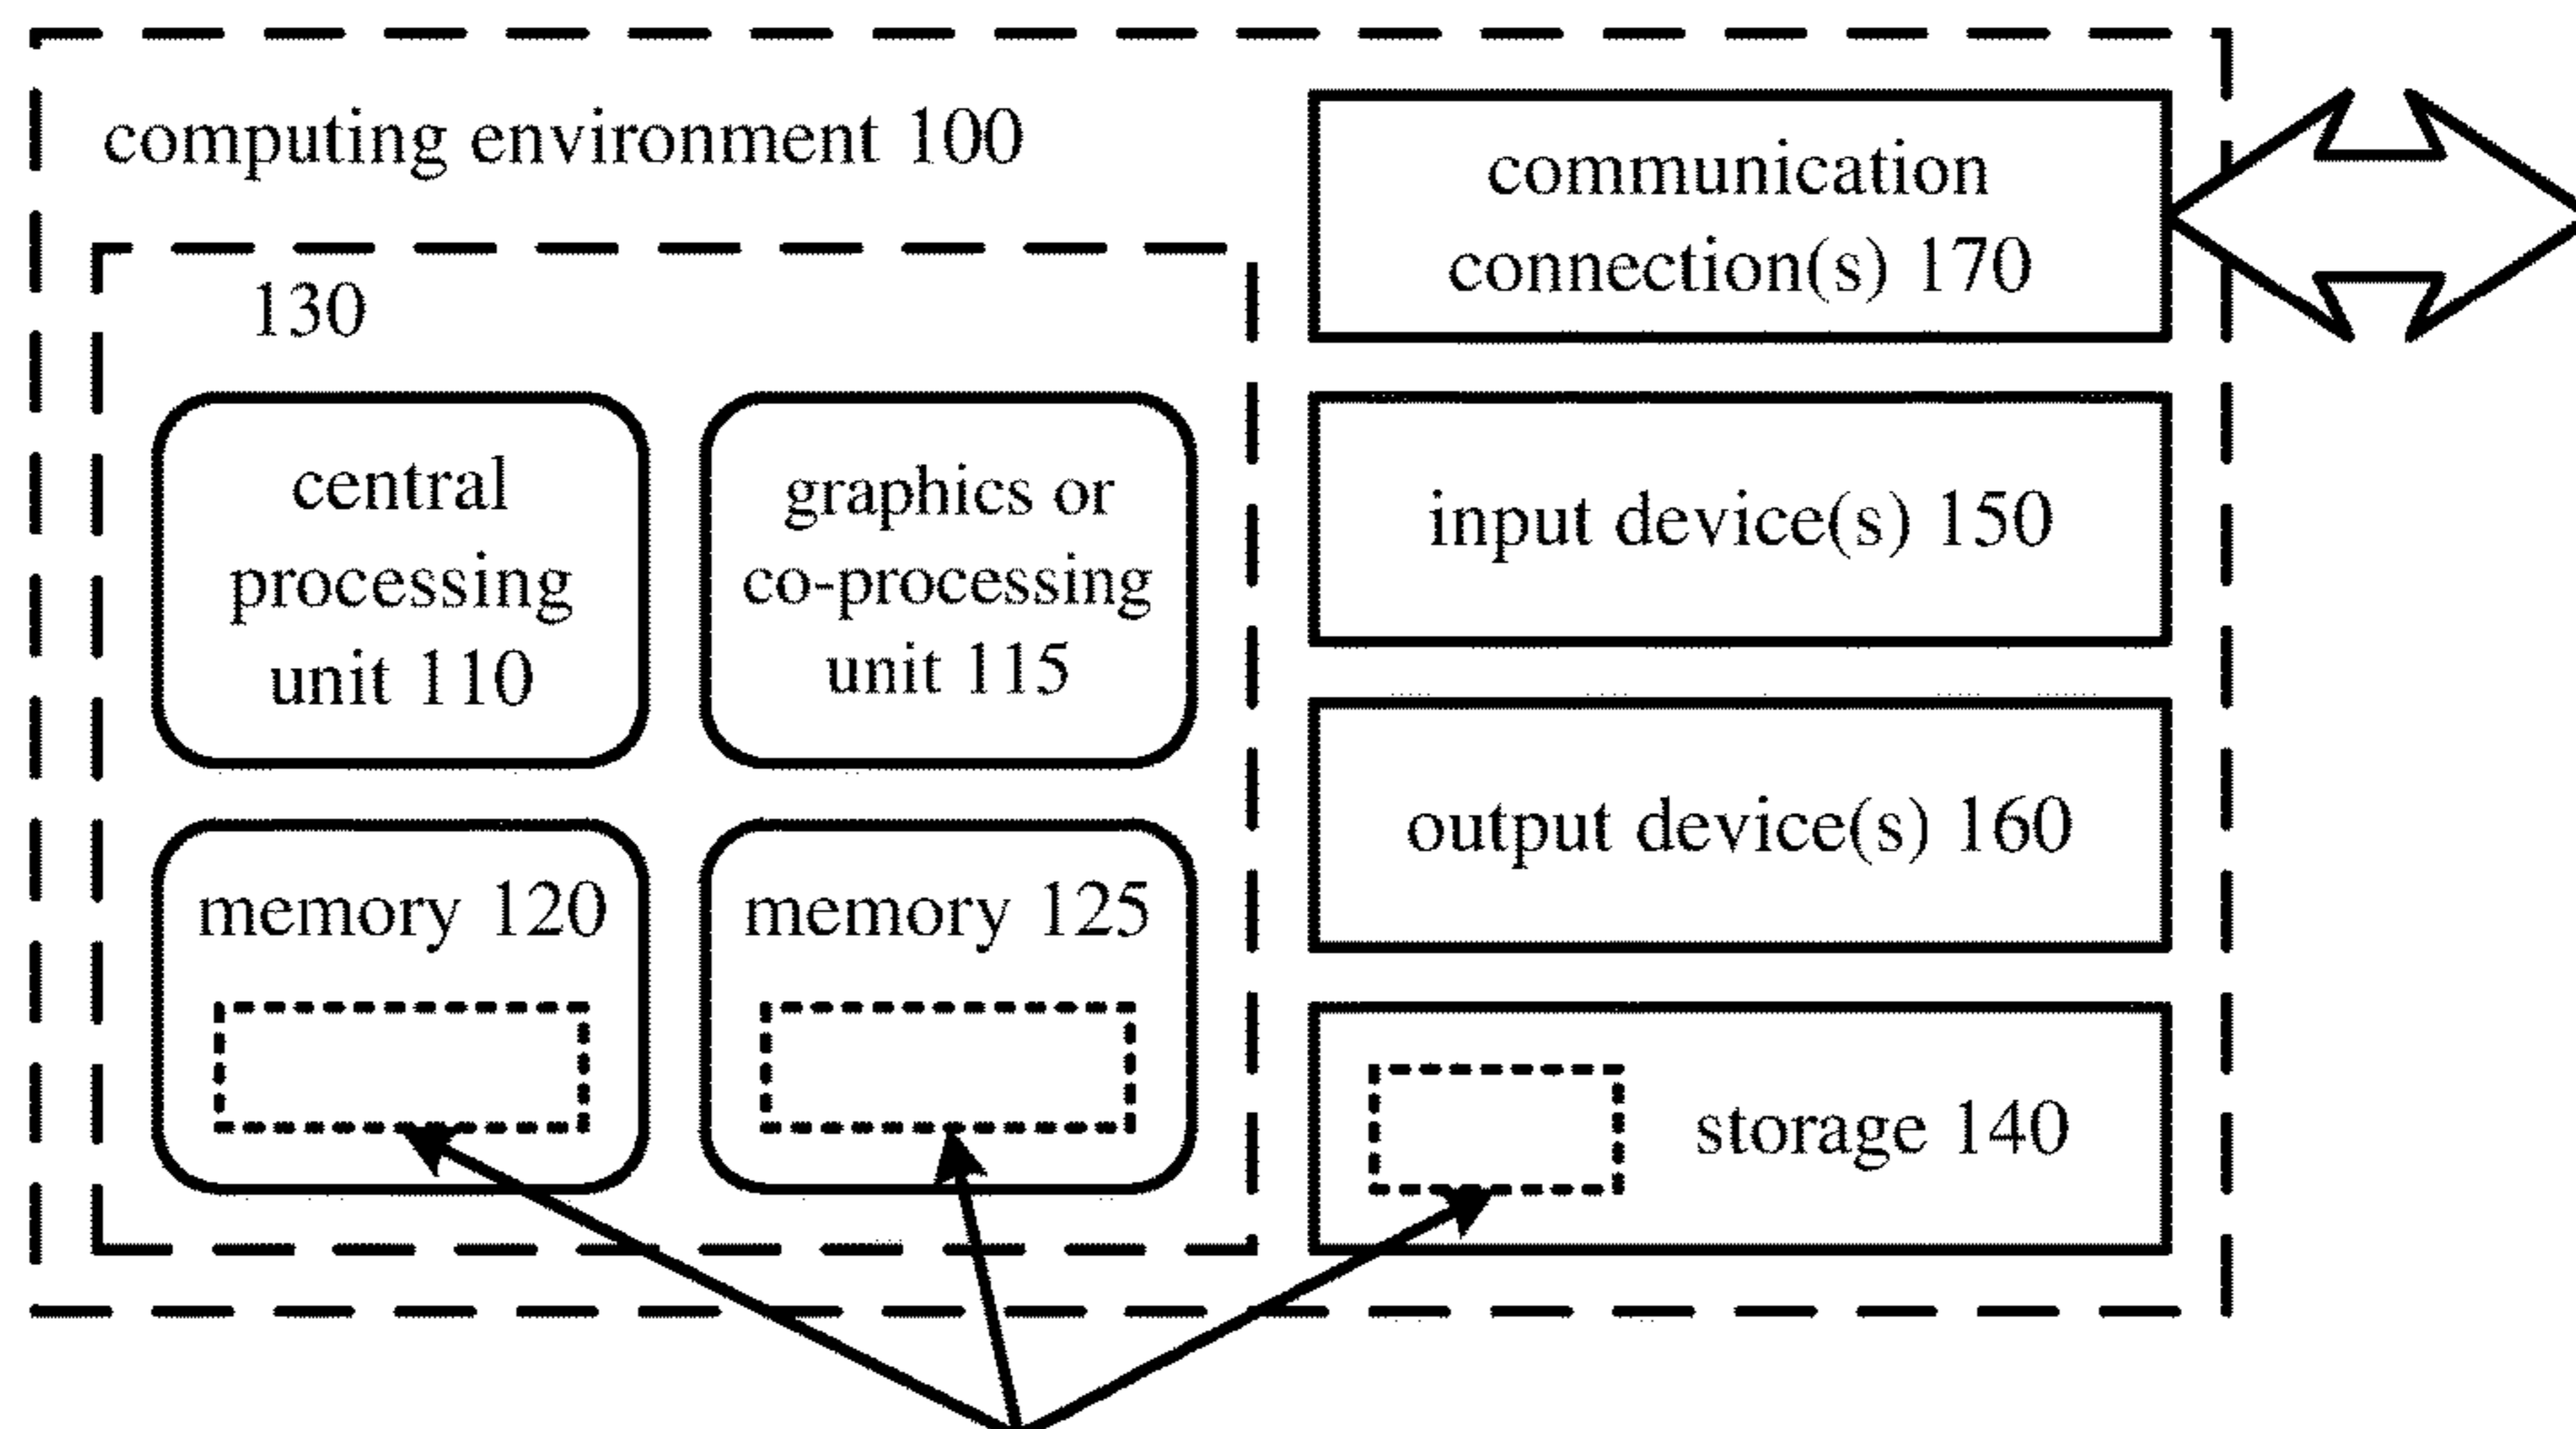 computing environment 100
communication
connection(s) 170
130
central
processing
unit 110
graphics or
co-processing
unit 115
input device(s) 150
output device(s) 160
memory 120
memory 125
storage 140